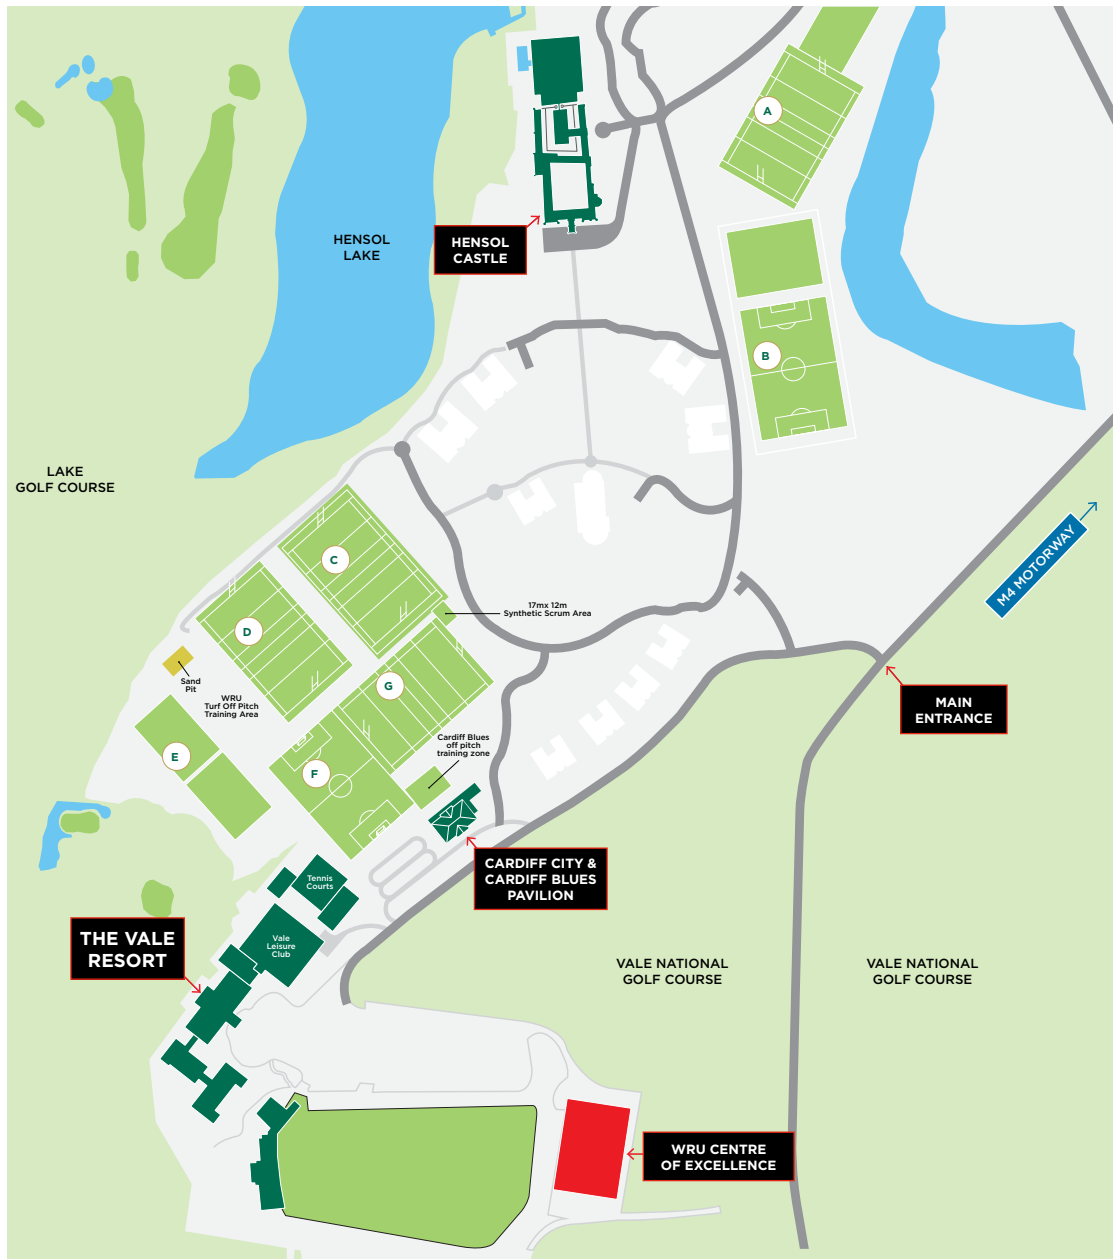 A
HENSOL
LAKE
HENSOL
CASTLE
B
LAKE
GOLF COURSE
M4 MOTORWAY
C
17mx 12m
Synthetic Scrum Area
D
Sand
Pit
WRU
Turf Off Pitch
Training Area
G
MAIN
ENTRANCE
Cardiff Blues
off pitch
training zone
E
F
CARDIFF CITY &
CARDIFF BLUES
PAVILION
Tennis
Courts
THE VALE
RESORT
Vale
Leisure
Club
VALE NATIONAL
GOLF COURSE
VALE NATIONAL
GOLF COURSE
WRU CENTRE
OF EXCELLENCE